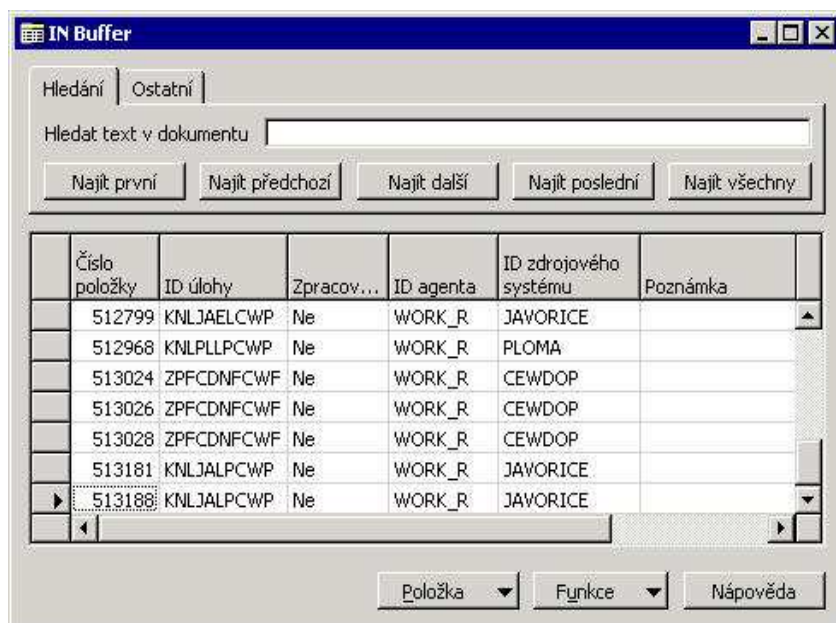 IN Buffer
Hledání Ostatní
Hledat text v dokumentu
Najít první Najít předchozí Najít další Najít poslední Najít všechny
Číslo položky ID úlohy Zpracov... ID agenta ID zdrojového systému Poznámka
512799 KNLJAELCWP Ne WORK_R JAVORICE
512968 KNLPLLPCWP Ne WORK_R PLOMA
513024 ZPFCDNFCWF Ne WORK_R CEWDOP
513026 ZPFCDNFCWF Ne WORK_R CEWDOP
513028 ZPFCDNFCWF Ne WORK_R CEWDOP
513181 KNLJALPCWP Ne WORK_R JAVORICE
513188 KNLJALPCWP Ne WORK_R JAVORICE
Položka Funkce Nápověda